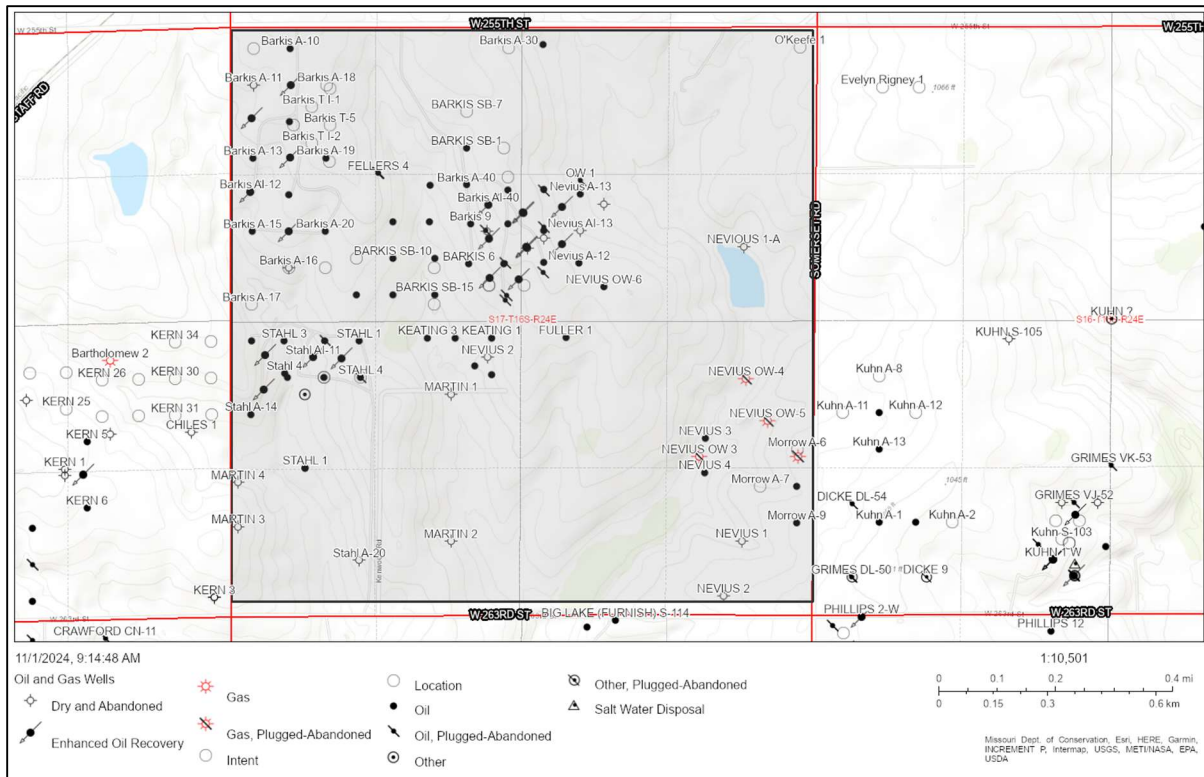 W 255TH ST
W 255th St
W 255th St
W 255TH
STAFF RD
Barkis A-10
Barkis A-30
O'Keefe 1
Barkis A-11
Barkis A-18
Evelyn Rigney 1
1066 ft
Barkis T I-1
BARKIS SB-7
Barkis T-5
Barkis T I-2
BARKIS SB-1
Barkis A-13
Barkis A-19
FELLERS 4
OW 1
Barkis A-40
Nevius A-13
Barkis AI-12
Barkis AI-40
Barkis 9
Nevius AI-13
Barkis A-15
Barkis A-20
SOMERSET RD
NEVIOUS 1-A
BARKIS SB-10
BARKIS 6
Nevius A-12
Barkis A-16
BARKIS SB-15
NEVIUS OW-6
Barkis A-17
S17-T16S-R24E
KUHN ?
KERN 34
STAHL 3
STAHL 1
KEATING 3
KEATING 1
FULLER 1
KUHN S-105
Bartholomew 2
Stahl AI-11
NEVIUS 2
KERN 26
KERN 30
Stahl 4
STAHL 4
NEVIUS OW-4
Kuhn A-8
MARTIN 1
KERN 25
KERN 31
Stahl A-14
NEVIUS OW-5
Kuhn A-11
Kuhn A-12
CHILES 1
KERN 5
NEVIUS 3
Morrow A-6
Kuhn A-13
NEVIUS OW 3
KERN 1
STAHL 1
NEVIUS 4
GRIMES VK-53
MARTIN 4
Morrow A-7
1045 ft
KERN 6
DICKE DL-54
GRIMES VJ-52
MARTIN 3
MARTIN 2
NEVIUS 1
Morrow A-9
Kuhn A-1
Kuhn A-2
Kuhn S-103
Stahl A-20
KUHN 1 W
GRIMES DL-50
DICKE 9
KERN 3
NEVIUS 2
W 263RD ST
BIG LAKE (FURNISH) S-114
PHILLIPS 2-W
W 263RD ST
CRAWFORD CN-11
PHILLIPS 12
11/1/2024, 9:14:48 AM
1:10,501
Oil and Gas Wells
Dry and Abandoned
Enhanced Oil Recovery
Gas
Gas, Plugged-Abandoned
Intent
Location
Oil
Oil, Plugged-Abandoned
Other
Other, Plugged-Abandoned
Salt Water Disposal
0 0.1 0.2 0.4 mi
0 0.15 0.3 0.6 km
Missouri Dept. of Conservation, Esri, HERE, Garmin,
INCREMENT P, Intermap, USGS, METI/NASA, EPA,
USDA